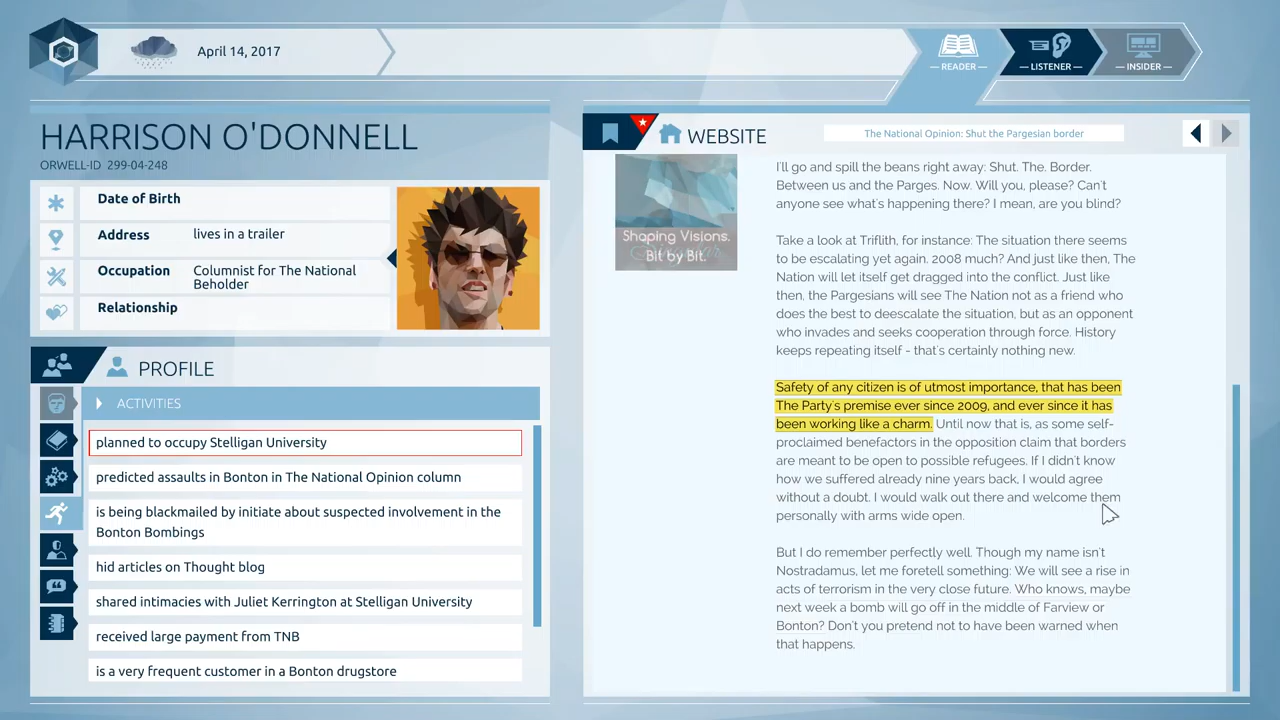 April 14, 2017
— READER —
— LISTENER —
— INSIDER —
HARRISON O'DONNELL
ORWELL-ID 299-04-248
Date of Birth
Address lives in a trailer
Occupation Columnist for The National
Beholder
Relationship
PROFILE
ACTIVITIES
planned to occupy Stelligan University
predicted assaults in Bonton in The National Opinion column
is being blackmailed by initiate about suspected involvement in the
Bonton Bombings
hid articles on Thought blog
shared intimacies with Juliet Kerrington at Stelligan University
received large payment from TNB
is a very frequent customer in a Bonton drugstore
WEBSITE
The National Opinion: Shut the Pargesian border
Shaping Visions.
Bit by Bit.
I'll go and spill the beans right away: Shut. The. Border.
Between us and the Parges. Now. Will you, please? Can't
anyone see what's happening there? I mean, are you blind?
Take a look at Triflith, for instance: The situation there seems
to be escalating yet again. 2008 much? And just like then, The
Nation will let itself get dragged into the conflict. Just like
then, the Pargesians will see The Nation not as a friend who
does the best to deescalate the situation, but as an opponent
who invades and seeks cooperation through force. History
keeps repeating itself - that's certainly nothing new.
Safety of any citizen is of utmost importance, that has been
The Party's premise ever since 2009, and ever since it has
been working like a charm. Until now that is, as some self-
proclaimed benefactors in the opposition claim that borders
are meant to be open to possible refugees. If I didn't know
how we suffered already nine years back, I would agree
without a doubt. I would walk out there and welcome them
personally with arms wide open.
But I do remember perfectly well. Though my name isn't
Nostradamus, let me foretell something: We will see a rise in
acts of terrorism in the very close future. Who knows, maybe
next week a bomb will go off in the middle of Farview or
Bonton? Don't you pretend not to have been warned when
that happens.